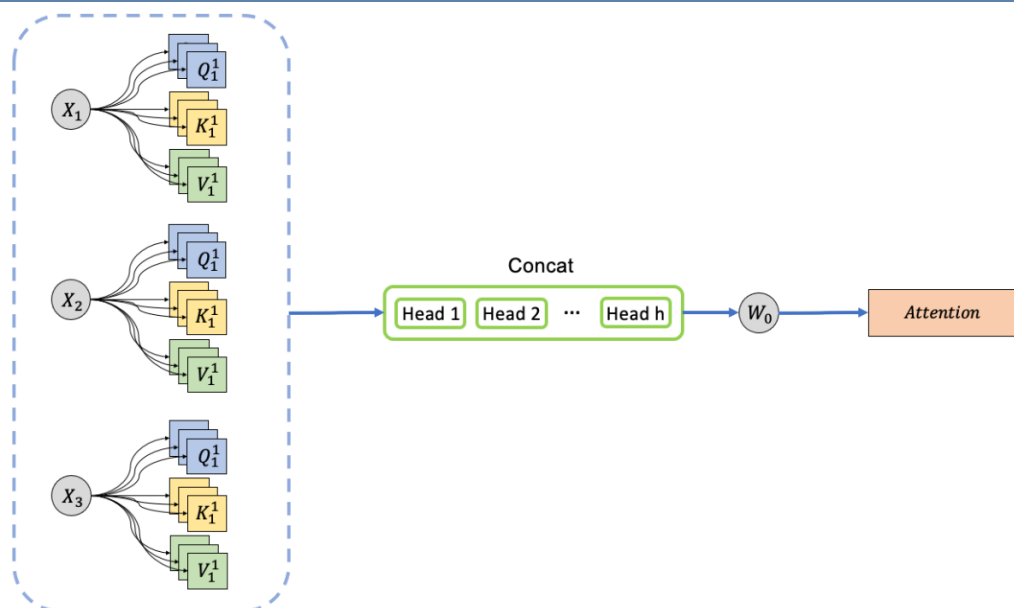 Q₁¹
X₁
K₁¹
V₁¹
Q₁¹
X₂
K₁¹
V₁¹
Q₁¹
X₃
K₁¹
V₁¹
Concat
Head 1 Head 2 ··· Head h
W₀
Attention